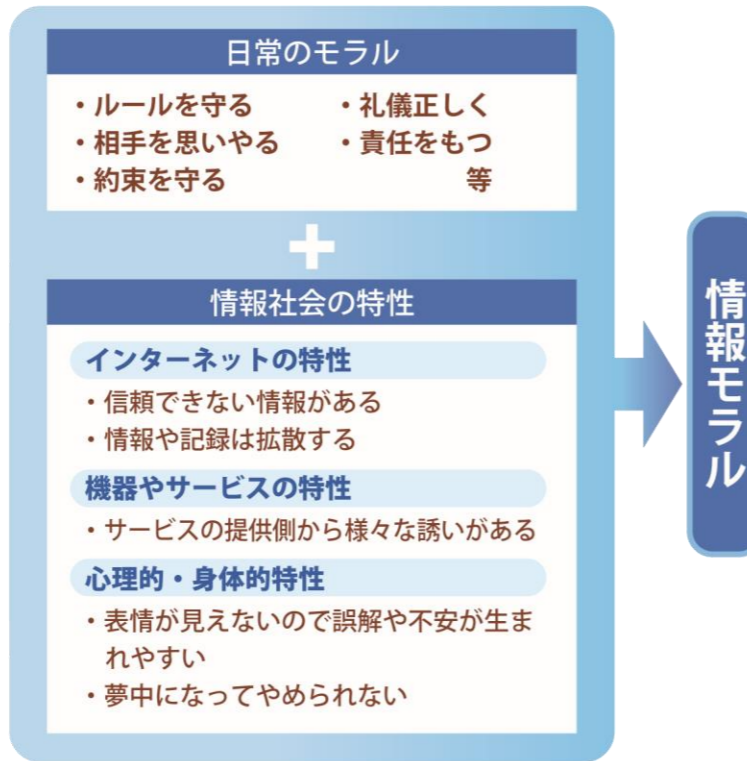 日常のモラル
・ルールを守る
・相手を思いやる
・約束を守る
・礼儀正しく
・責任をもつ
等
+
情報社会の特性
インターネットの特性
・信頼できない情報がある
・情報や記録は拡散する
機器やサービスの特性
・サービスの提供側から様々な誘いがある
心理的・身体的特性
・表情が見えないので誤解や不安が生ま
れやすい
・夢中になってやめられない
情報モラル